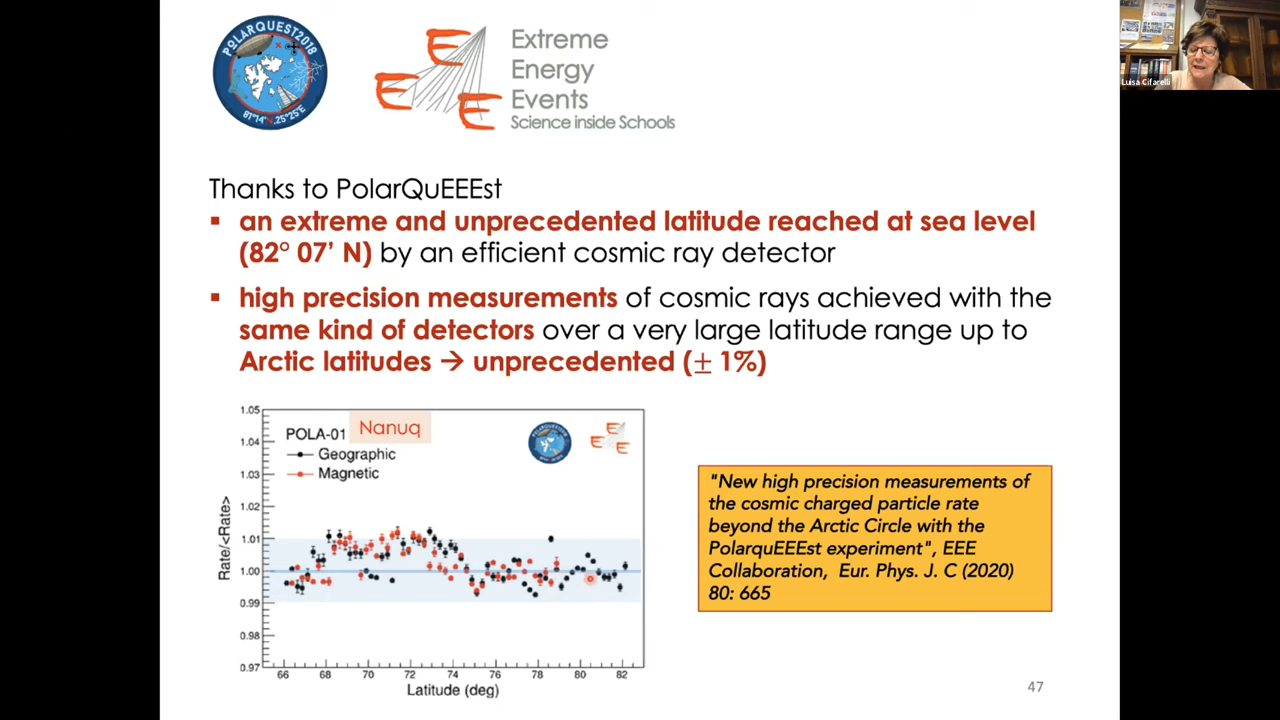 POLARQUEST2018
81°14' N, 25°25'E
Extreme
Energy
Events
Science inside Schools
EEE
Luisa Cifarelli
Thanks to PolarQuEEEst
▪ an extreme and unprecedented latitude reached at sea level
(82° 07’ N) by an efficient cosmic ray detector
▪ high precision measurements of cosmic rays achieved with the
same kind of detectors over a very large latitude range up to
Arctic latitudes → unprecedented (± 1%)
1.05
1.04
1.03
1.02
1.01
1.00
0.99
0.98
0.97
Rate/<Rate>
POLA-01 Nanuq
Geographic
Magnetic
66 68 70 72 74 76 78 80 82
Latitude (deg)
"New high precision measurements of
the cosmic charged particle rate
beyond the Arctic Circle with the
PolarquEEEst experiment", EEE
Collaboration, Eur. Phys. J. C (2020)
80: 665
47